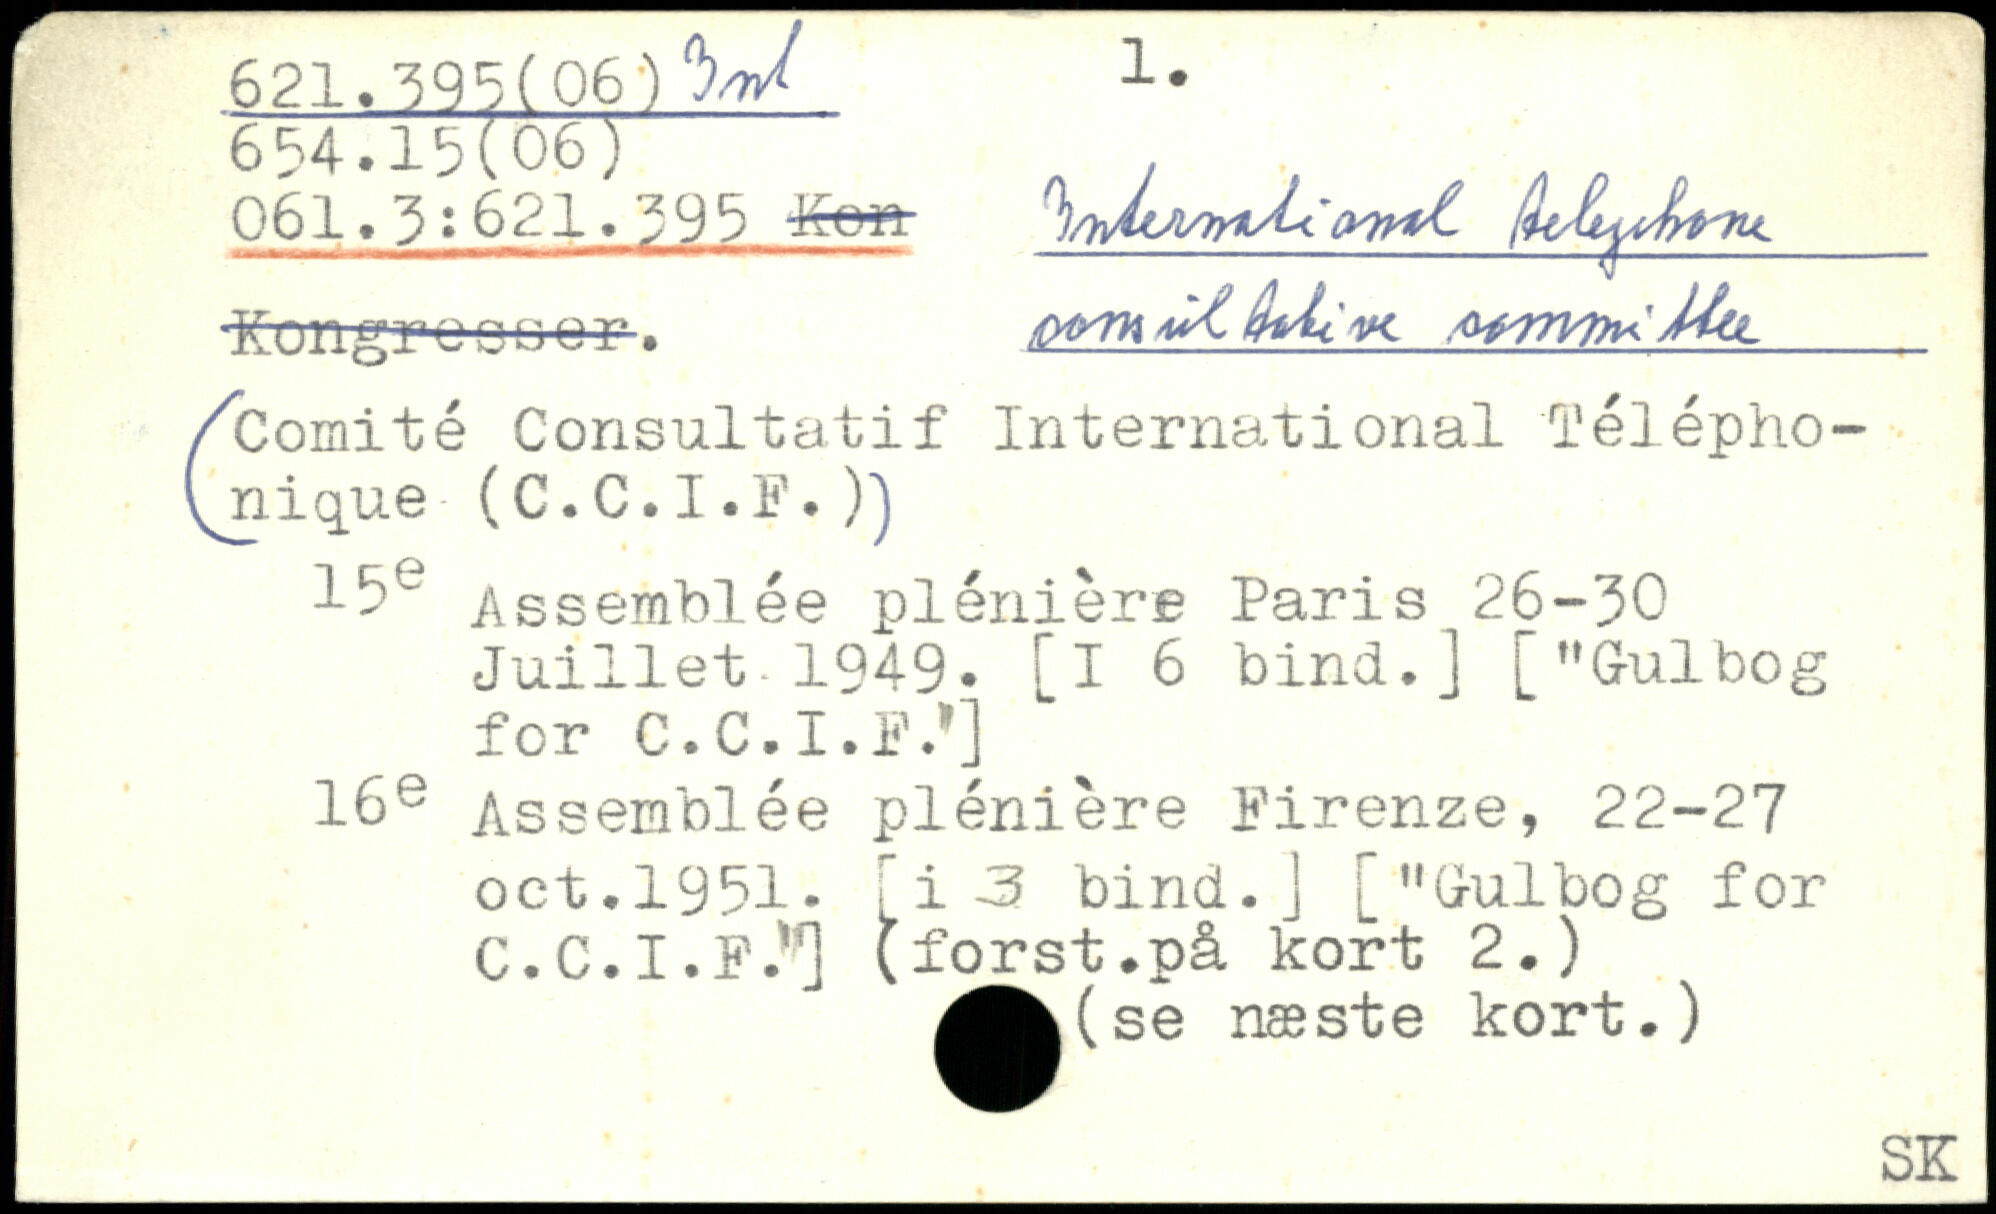 621.395(06) Int
1.
654.15(06)
061.3:621.395 Kon
International telephone
Kongresser.
consultative committee
(Comité Consultatif International Télépho-
nique (C.C.I.F.))
15e Assemblée plénière Paris 26-30
Juillet 1949. [I 6 bind.] ["Gulbog
for C.C.I.F."]
16e Assemblée plénière Firenze, 22-27
oct.1951. [i 3 bind.] ["Gulbog for
C.C.I.F."] (forst.på kort 2.)
(se næste kort.)
SK